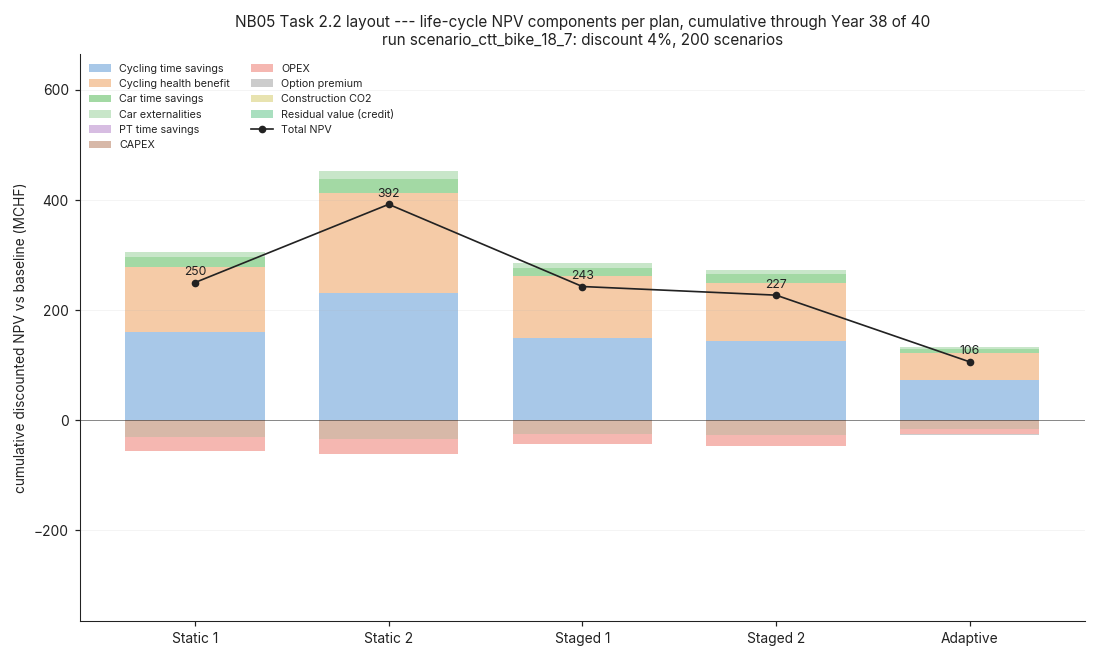 NB05 Task 2.2 layout --- life-cycle NPV components per plan, cumulative through Year 38 of 40
run scenario_ctt_bike_18_7: discount 4%, 200 scenarios
cumulative discounted NPV vs baseline (MCHF)
600
400
200
0
−200
Cycling time savings
Cycling health benefit
Car time savings
Car externalities
PT time savings
CAPEX
OPEX
Option premium
Construction CO2
Residual value (credit)
Total NPV
250
392
243
227
106
Static 1
Static 2
Staged 1
Staged 2
Adaptive